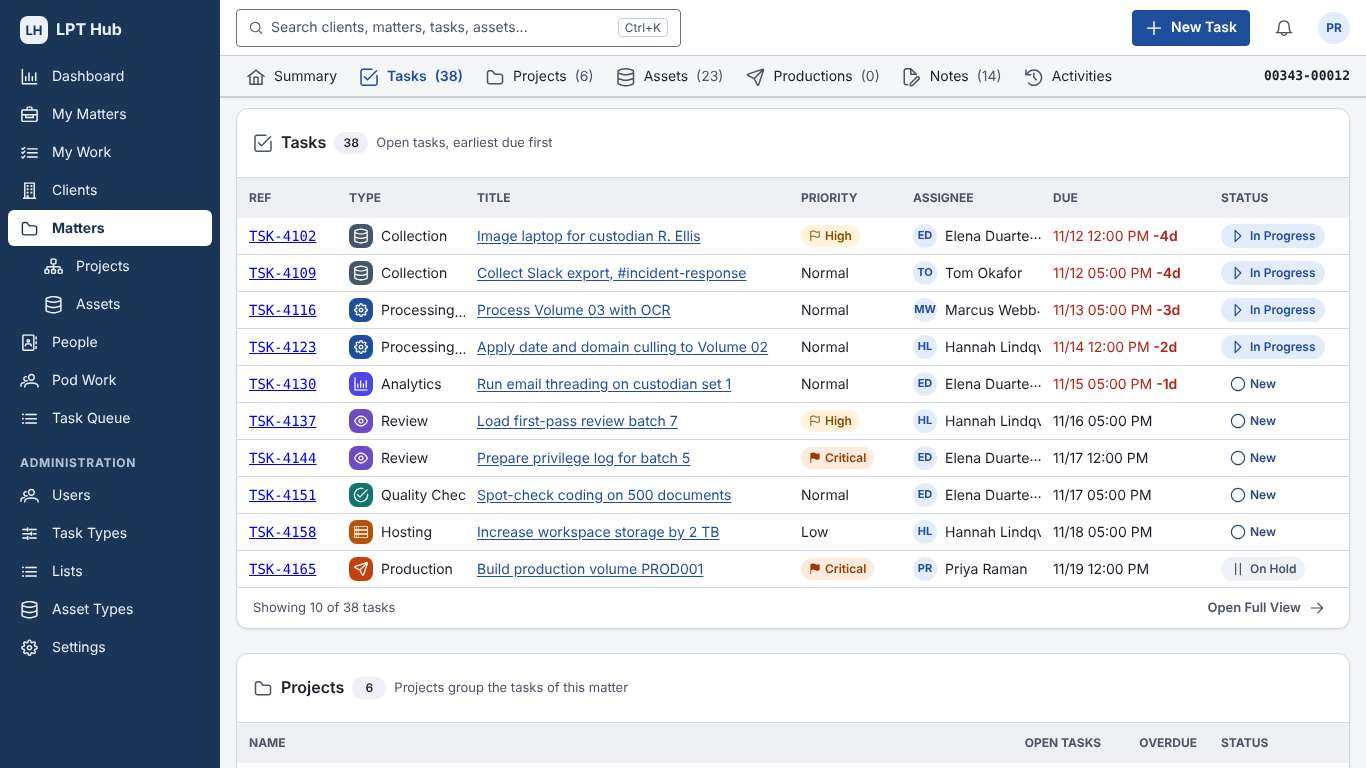 LH LPT Hub
Search clients, matters, tasks, assets... Ctrl+K
New Task
PR
Dashboard
My Matters
My Work
Clients
Matters
Projects
Assets
People
Pod Work
Task Queue
ADMINISTRATION
Users
Task Types
Lists
Asset Types
Settings
Summary Tasks (38) Projects (6) Assets (23) Productions (0) Notes (14) Activities 00343-00012
Tasks 38 Open tasks, earliest due first
REF TYPE TITLE PRIORITY ASSIGNEE DUE STATUS
TSK-4102 Collection Image laptop for custodian R. Ellis High ED Elena Duarte... 11/12 12:00 PM -4d In Progress
TSK-4109 Collection Collect Slack export, #incident-response Normal TO Tom Okafor 11/12 05:00 PM -4d In Progress
TSK-4116 Processing... Process Volume 03 with OCR Normal MW Marcus Webb 11/13 05:00 PM -3d In Progress
TSK-4123 Processing... Apply date and domain culling to Volume 02 Normal HL Hannah Lindqv 11/14 12:00 PM -2d In Progress
TSK-4130 Analytics Run email threading on custodian set 1 Normal ED Elena Duarte... 11/15 05:00 PM -1d New
TSK-4137 Review Load first-pass review batch 7 High HL Hannah Lindqv 11/16 05:00 PM New
TSK-4144 Review Prepare privilege log for batch 5 Critical ED Elena Duarte... 11/17 12:00 PM New
TSK-4151 Quality Chec Spot-check coding on 500 documents Normal ED Elena Duarte... 11/17 05:00 PM New
TSK-4158 Hosting Increase workspace storage by 2 TB Low HL Hannah Lindqv 11/18 05:00 PM New
TSK-4165 Production Build production volume PROD001 Critical PR Priya Raman 11/19 12:00 PM On Hold
Showing 10 of 38 tasks Open Full View
Projects 6 Projects group the tasks of this matter
NAME OPEN TASKS OVERDUE STATUS